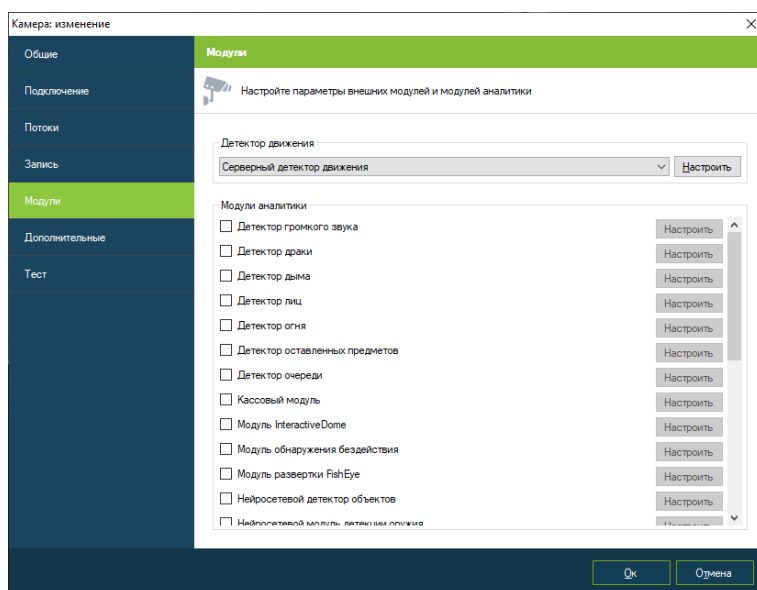 Камера: изменение
Общие
Подключение
Потоки
Запись
Модули
Дополнительные
Тест
Модули
Настройте параметры внешних модулей и модулей аналитики
Детектор движения
Серверный детектор движения Настроить
Модули аналитики
Детектор громкого звука Настроить
Детектор драки Настроить
Детектор дыма Настроить
Детектор лиц Настроить
Детектор огня Настроить
Детектор оставленных предметов Настроить
Детектор очереди Настроить
Кассовый модуль Настроить
Модуль InteractiveDome Настроить
Модуль обнаружения бездействия Настроить
Модуль развертки FishEye Настроить
Нейросетевой детектор объектов Настроить
Нейросетевой модуль детекции оружия Настроить
Ок Отмена